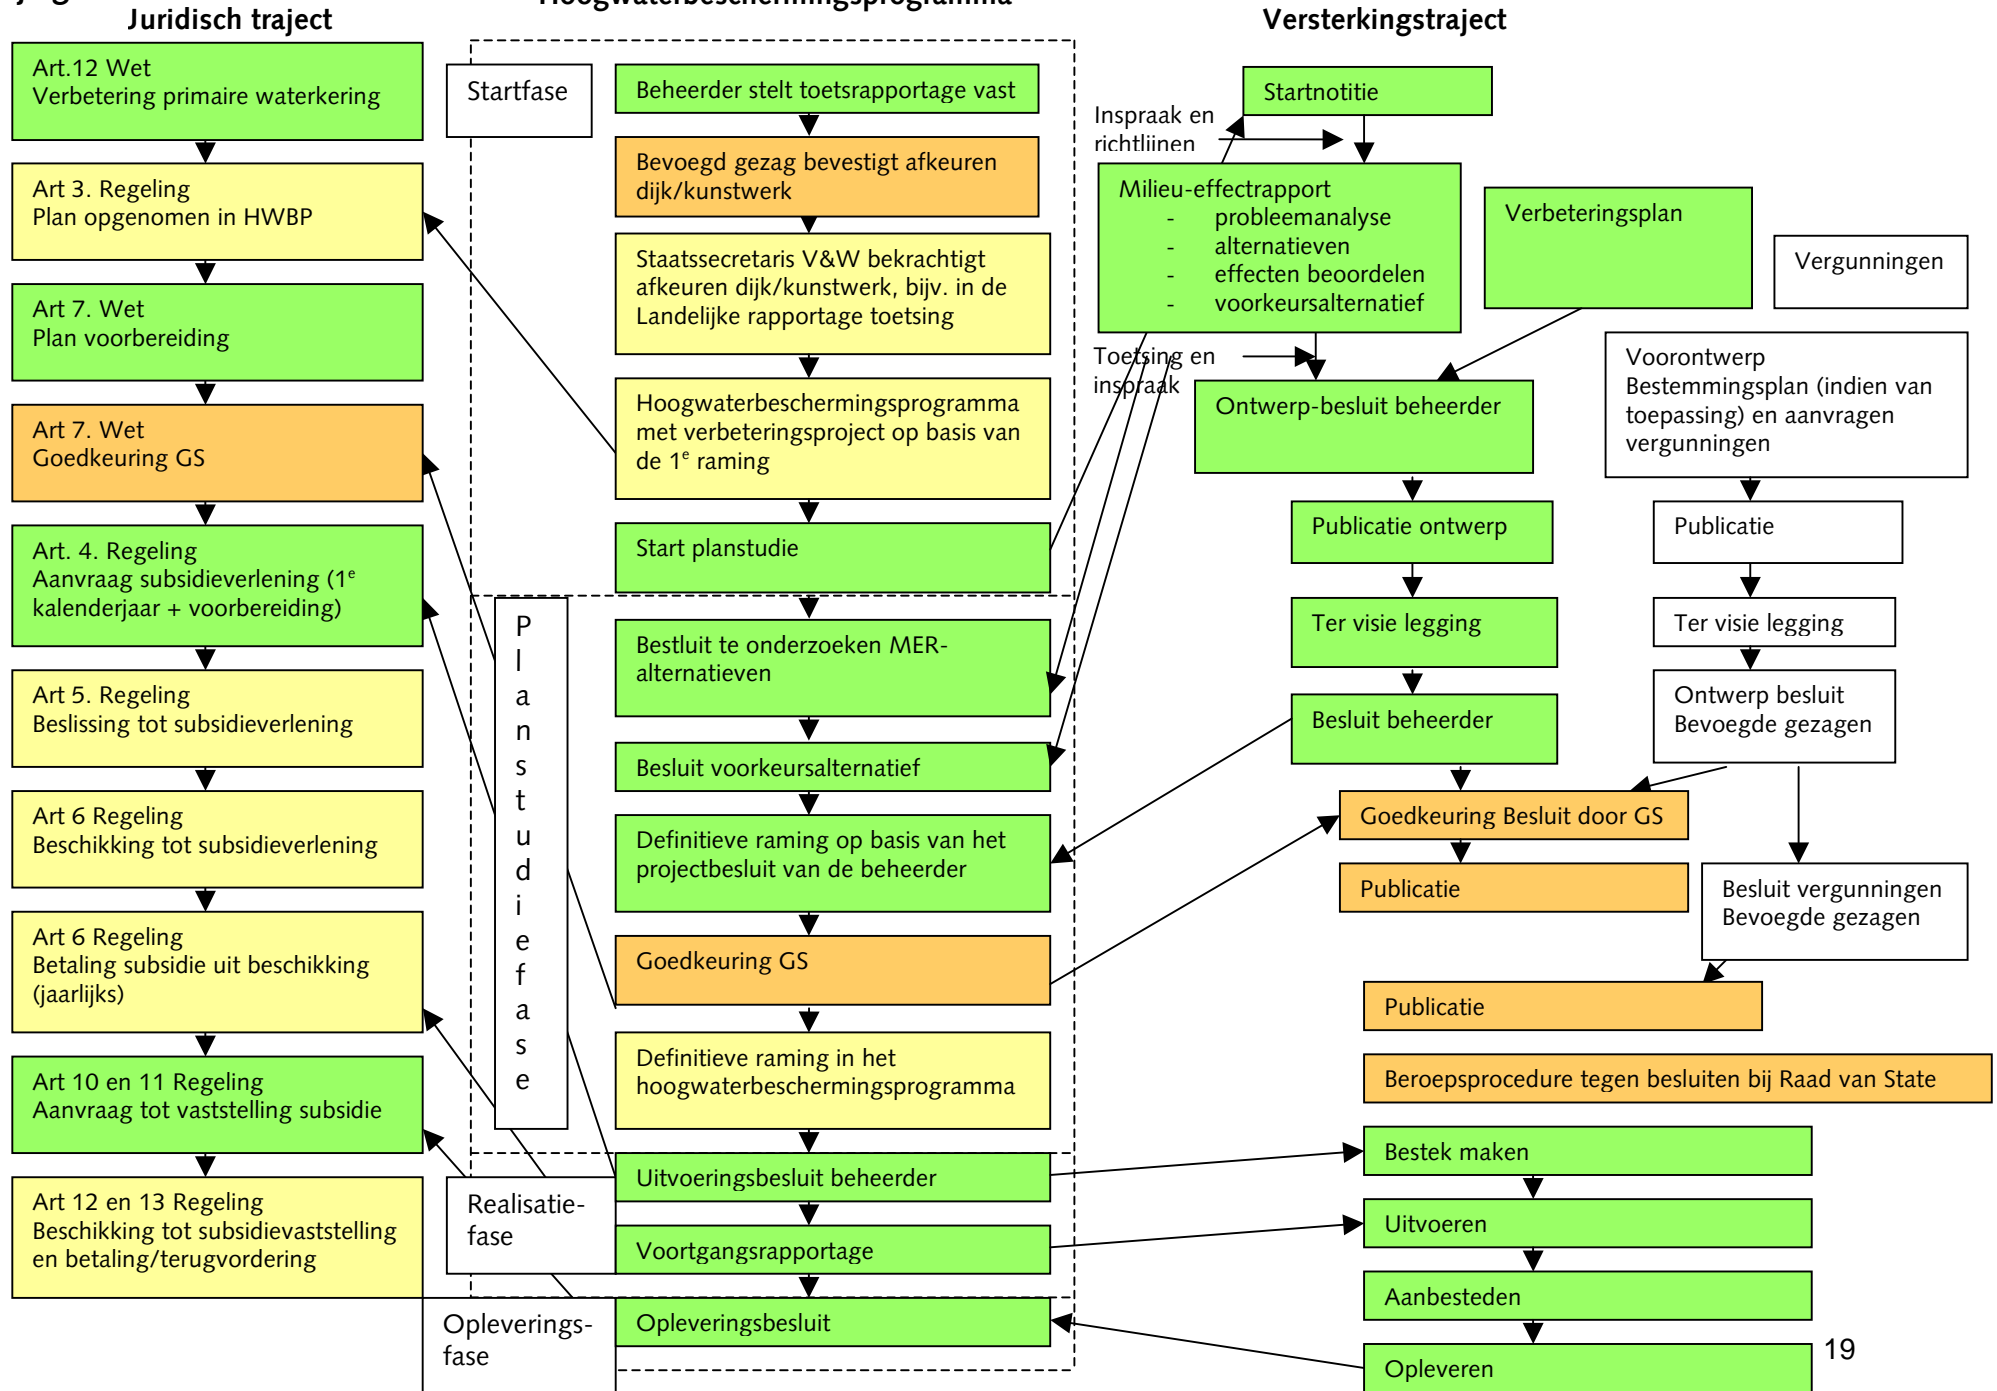 Juridisch traject
Art.12 Wet
Verbetering primaire waterkering
Art 3. Regeling
Plan opgenomen in HWBP
Art 7. Wet
Plan voorbereiding
Art 7. Wet
Goedkeuring GS
Art. 4. Regeling
Aanvraag subsidieverlening (1e
kalenderjaar + voorbereiding)
Art 5. Regeling
Beslissing tot subsidieverlening
Art 6 Regeling
Beschikking tot subsidieverlening
Art 6 Regeling
Betaling subsidie uit beschikking
(jaarlijks)
Art 10 en 11 Regeling
Aanvraag tot vaststelling subsidie
Art 12 en 13 Regeling
Beschikking tot subsidievaststelling
en betaling/terugvordering
Hoogwaterbeschermingsprogramma
Startfase
Beheerder stelt toetsrapportage vast
Bevoegd gezag bevestigt afkeuren
dijk/kunstwerk
Staatssecretaris V&W bekrachtigt
afkeuren dijk/kunstwerk, bijv. in de
Landelijke rapportage toetsing
Hoogwaterbeschermingsprogramma
met verbeteringsproject op basis van
de 1e raming
Start planstudie
P
l
a
n
s
t
u
d
i
e
f
a
s
e
Bestluit te onderzoeken MER-
alternatieven
Besluit voorkeursalternatief
Definitieve raming op basis van het
projectbesluit van de beheerder
Goedkeuring GS
Definitieve raming in het
hoogwaterbeschermingsprogramma
Realisatie-
fase
Uitvoeringsbesluit beheerder
Voortgangsrapportage
Opleverings-
fase
Opleveringsbesluit
Versterkingstraject
Startnotitie
Inspraak en
richtlijnen
Milieu-effectrapport
- probleemanalyse
- alternatieven
- effecten beoordelen
- voorkeursalternatief
Verbeteringsplan
Vergunningen
Toetsing en
inspraak
Ontwerp-besluit beheerder
Voorontwerp
Bestemmingsplan (indien van
toepassing) en aanvragen
vergunningen
Publicatie ontwerp
Publicatie
Ter visie legging
Ter visie legging
Besluit beheerder
Ontwerp besluit
Bevoegde gezagen
Goedkeuring Besluit door GS
Publicatie
Besluit vergunningen
Bevoegde gezagen
Publicatie
Beroepsprocedure tegen besluiten bij Raad van State
Bestek maken
Uitvoeren
Aanbesteden
Opleveren
19